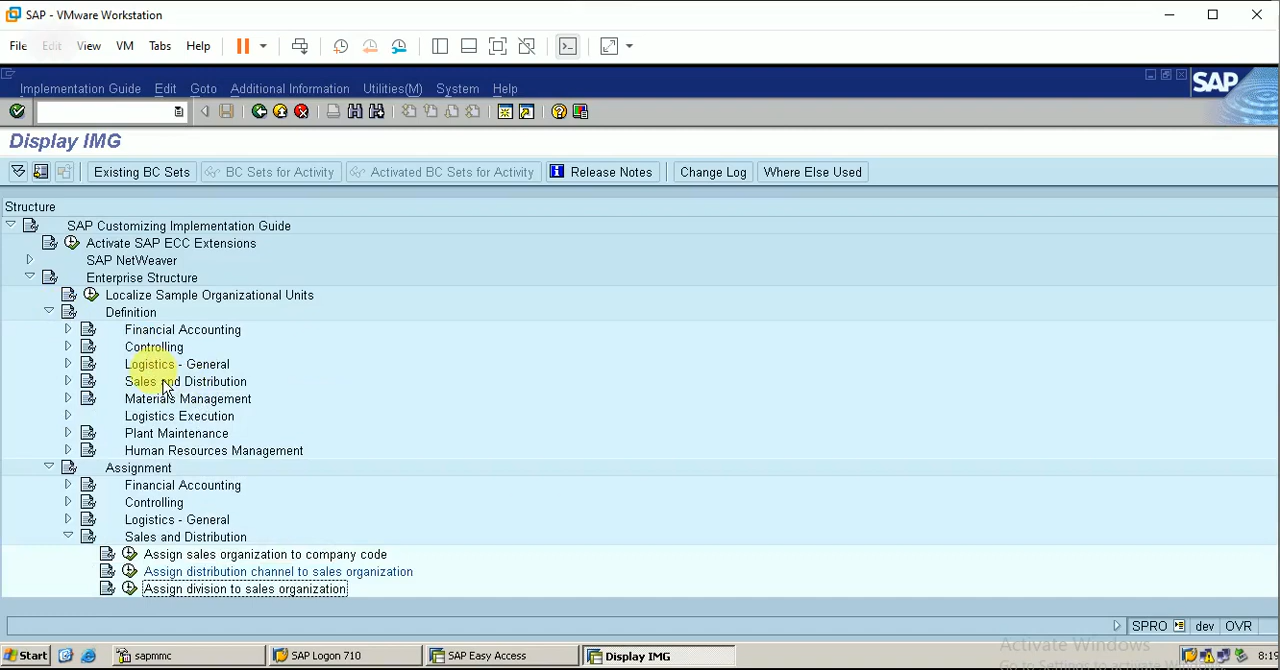 SAP - VMware Workstation
File Edit View VM Tabs Help
Implementation Guide Edit Goto Additional Information Utilities(M) System Help
SAP
Display IMG
Existing BC Sets BC Sets for Activity Activated BC Sets for Activity Release Notes Change Log Where Else Used
Structure
SAP Customizing Implementation Guide
Activate SAP ECC Extensions
SAP NetWeaver
Enterprise Structure
Localize Sample Organizational Units
Definition
Financial Accounting
Controlling
Logistics - General
Sales and Distribution
Materials Management
Logistics Execution
Plant Maintenance
Human Resources Management
Assignment
Financial Accounting
Controlling
Logistics - General
Sales and Distribution
Assign sales organization to company code
Assign distribution channel to sales organization
Assign division to sales organization
SPRO dev OVR
Activate Windows
Start sapmmc SAP Logon 710 SAP Easy Access Display IMG